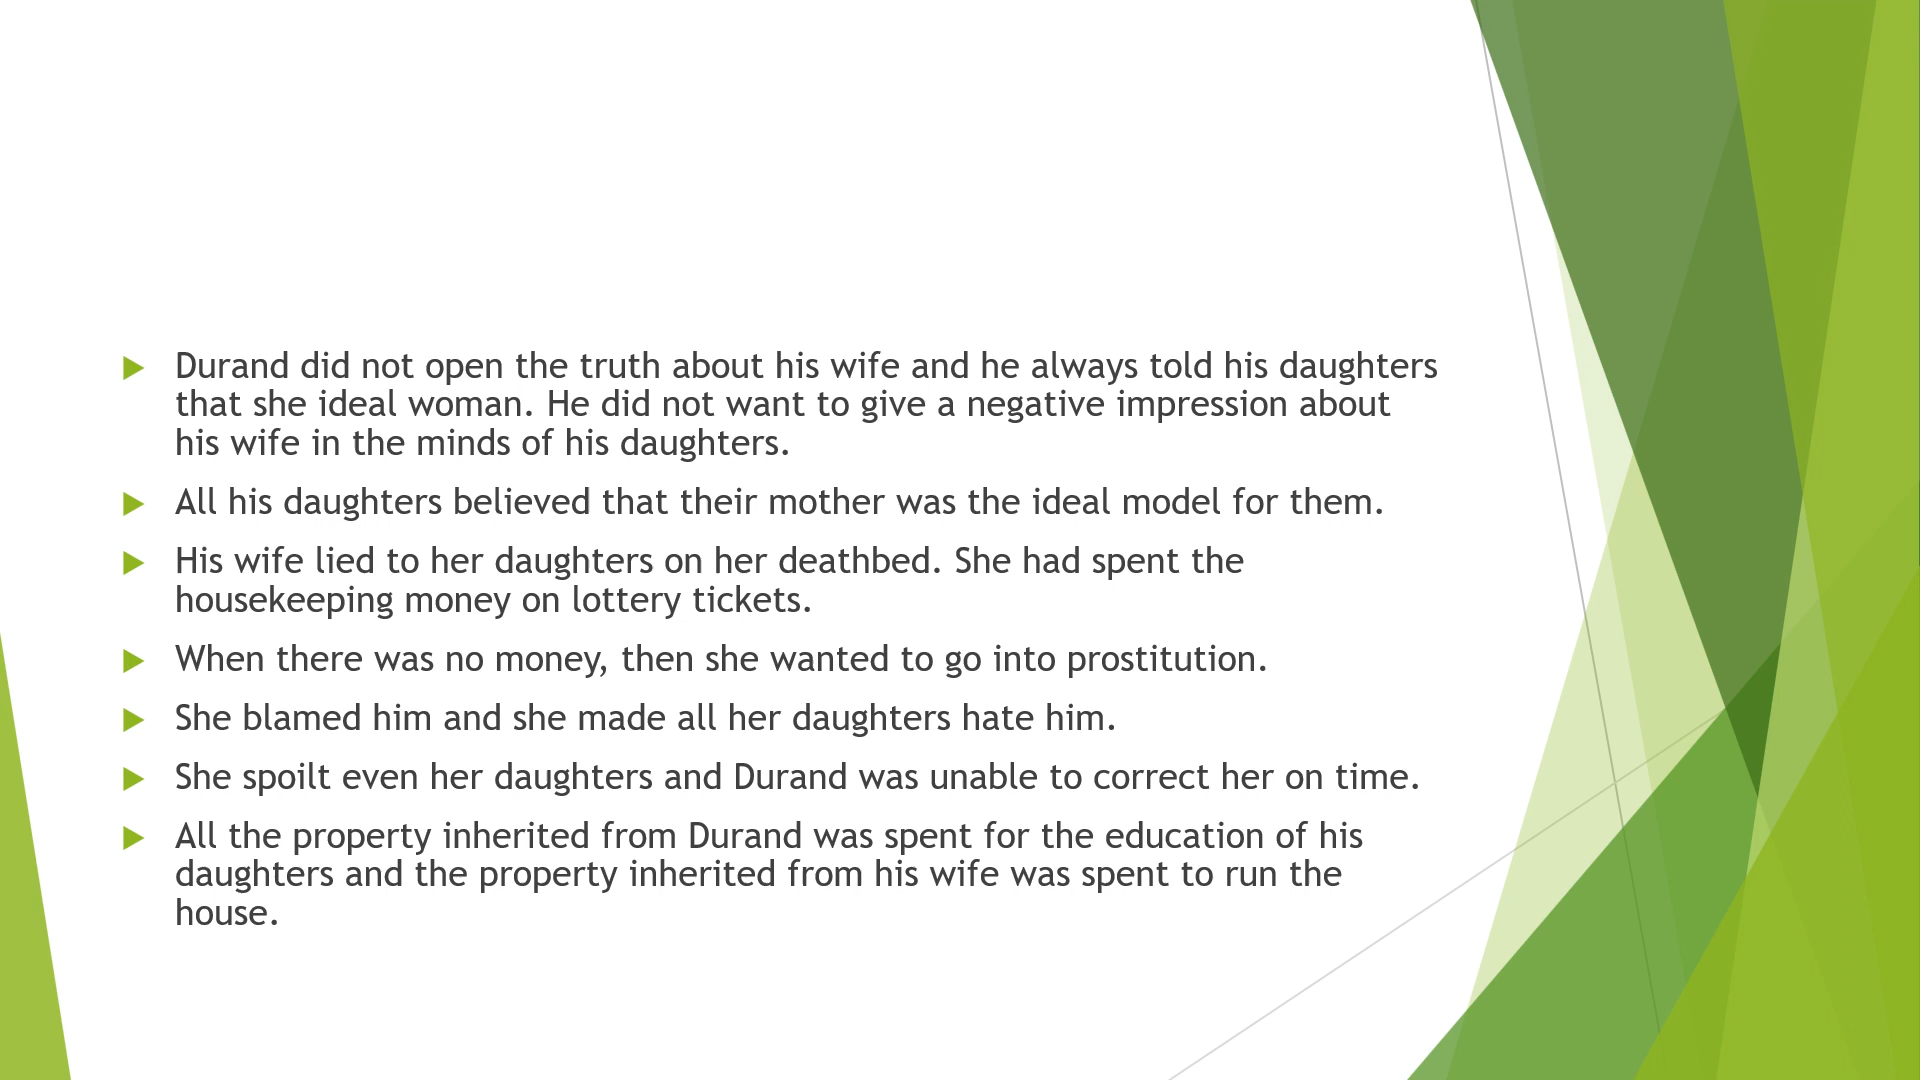 Durand did not open the truth about his wife and he always told his daughters
that she ideal woman. He did not want to give a negative impression about
his wife in the minds of his daughters.
All his daughters believed that their mother was the ideal model for them.
His wife lied to her daughters on her deathbed. She had spent the
housekeeping money on lottery tickets.
When there was no money, then she wanted to go into prostitution.
She blamed him and she made all her daughters hate him.
She spoilt even her daughters and Durand was unable to correct her on time.
All the property inherited from Durand was spent for the education of his
daughters and the property inherited from his wife was spent to run the
house.